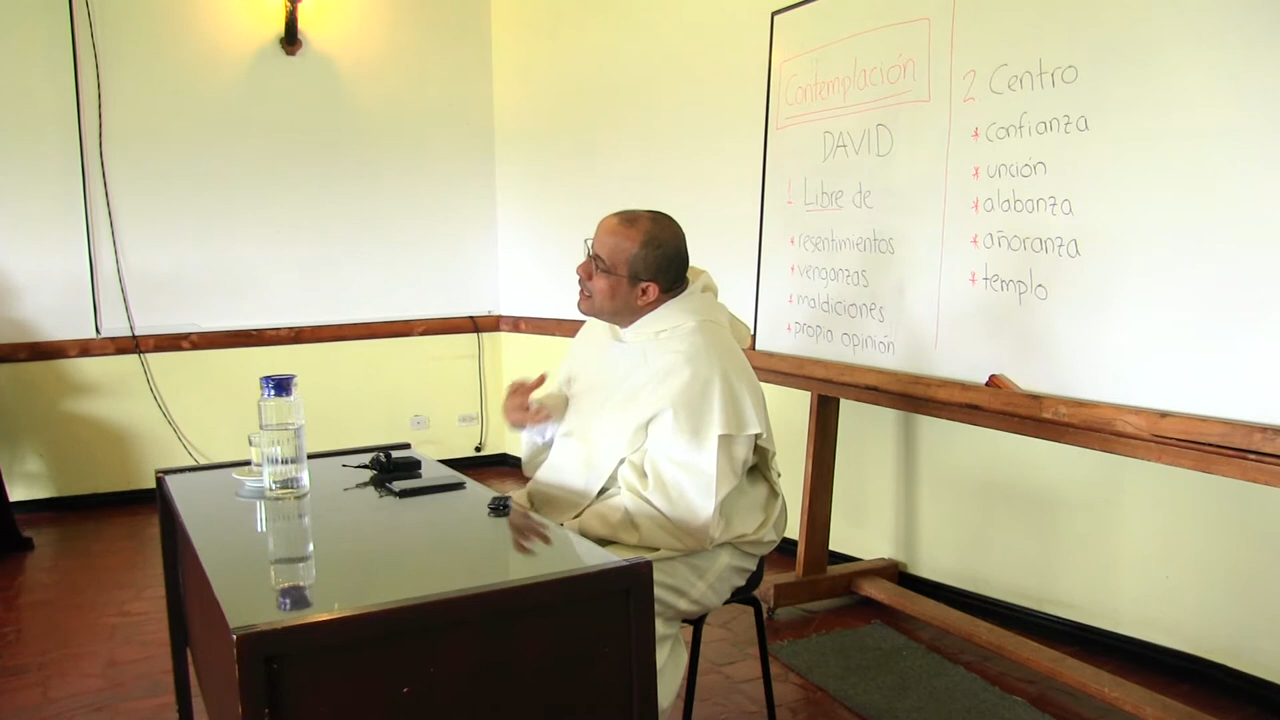 Contemplación
DAVID
1. Libre de
* resentimientos
* venganzas
* maldiciones
* propia opinión
2. Centro
* confianza
* unción
* alabanza
* añoranza
* templo